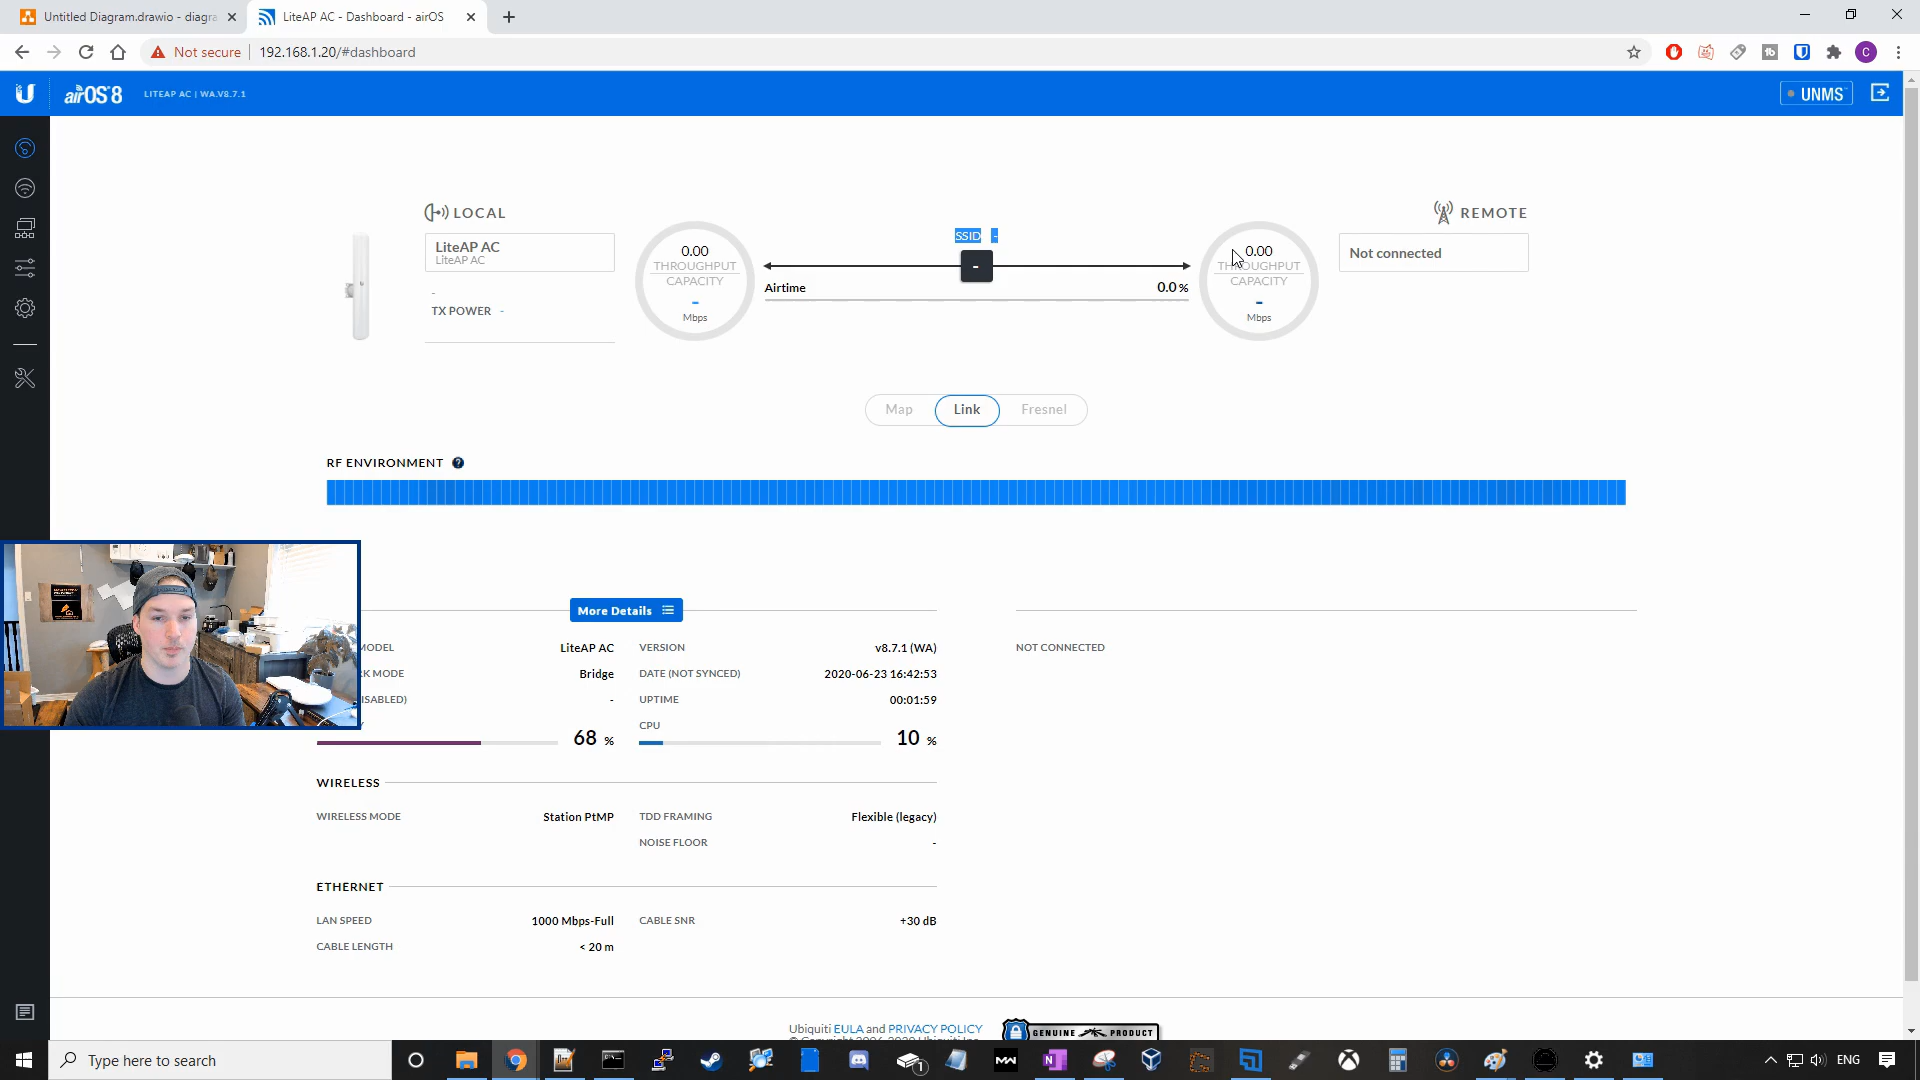 Untitled Diagram.drawio - diagra
LiteAP AC - Dashboard - airOS
Not secure
192.168.1.20/#dashboard
C
airOS 8
LITEAP AC | WA.V8.7.1
UNMS
LOCAL
REMOTE
LiteAP AC
LiteAP AC
-
TX POWER -
0.00
THROUGHPUT
CAPACITY
-
Mbps
SSID -
-
Airtime
0.0 %
0.00
THROUGHPUT
CAPACITY
-
Mbps
Not connected
Map
Link
Fresnel
RF ENVIRONMENT ?
More Details
MODEL
LiteAP AC
VERSION
v8.7.1 (WA)
NOT CONNECTED
K MODE
Bridge
DATE (NOT SYNCED)
2020-06-23 16:42:53
ISABLED)
-
UPTIME
00:01:59
Y
68 %
CPU
10 %
WIRELESS
WIRELESS MODE
Station PtMP
TDD FRAMING
Flexible (legacy)
NOISE FLOOR
-
ETHERNET
LAN SPEED
1000 Mbps-Full
CABLE SNR
+30 dB
CABLE LENGTH
< 20 m
Ubiquiti EULA and PRIVACY POLICY
GENUINE PRODUCT
Type here to search
1
ENG